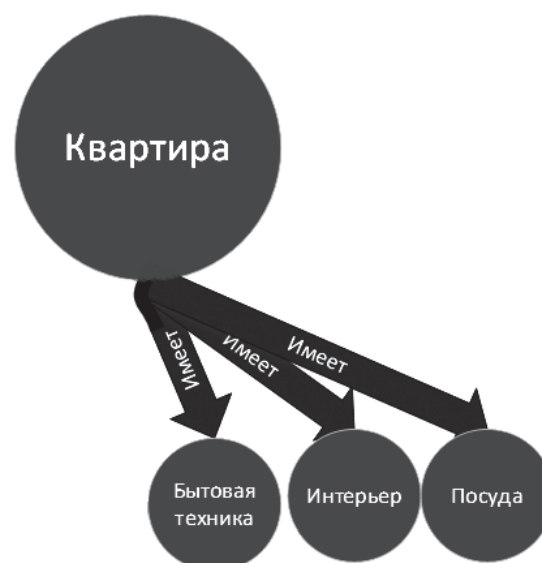 Квартира
Имеет
Имеет
Имеет
Бытовая
техника
Интерьер
Посуда